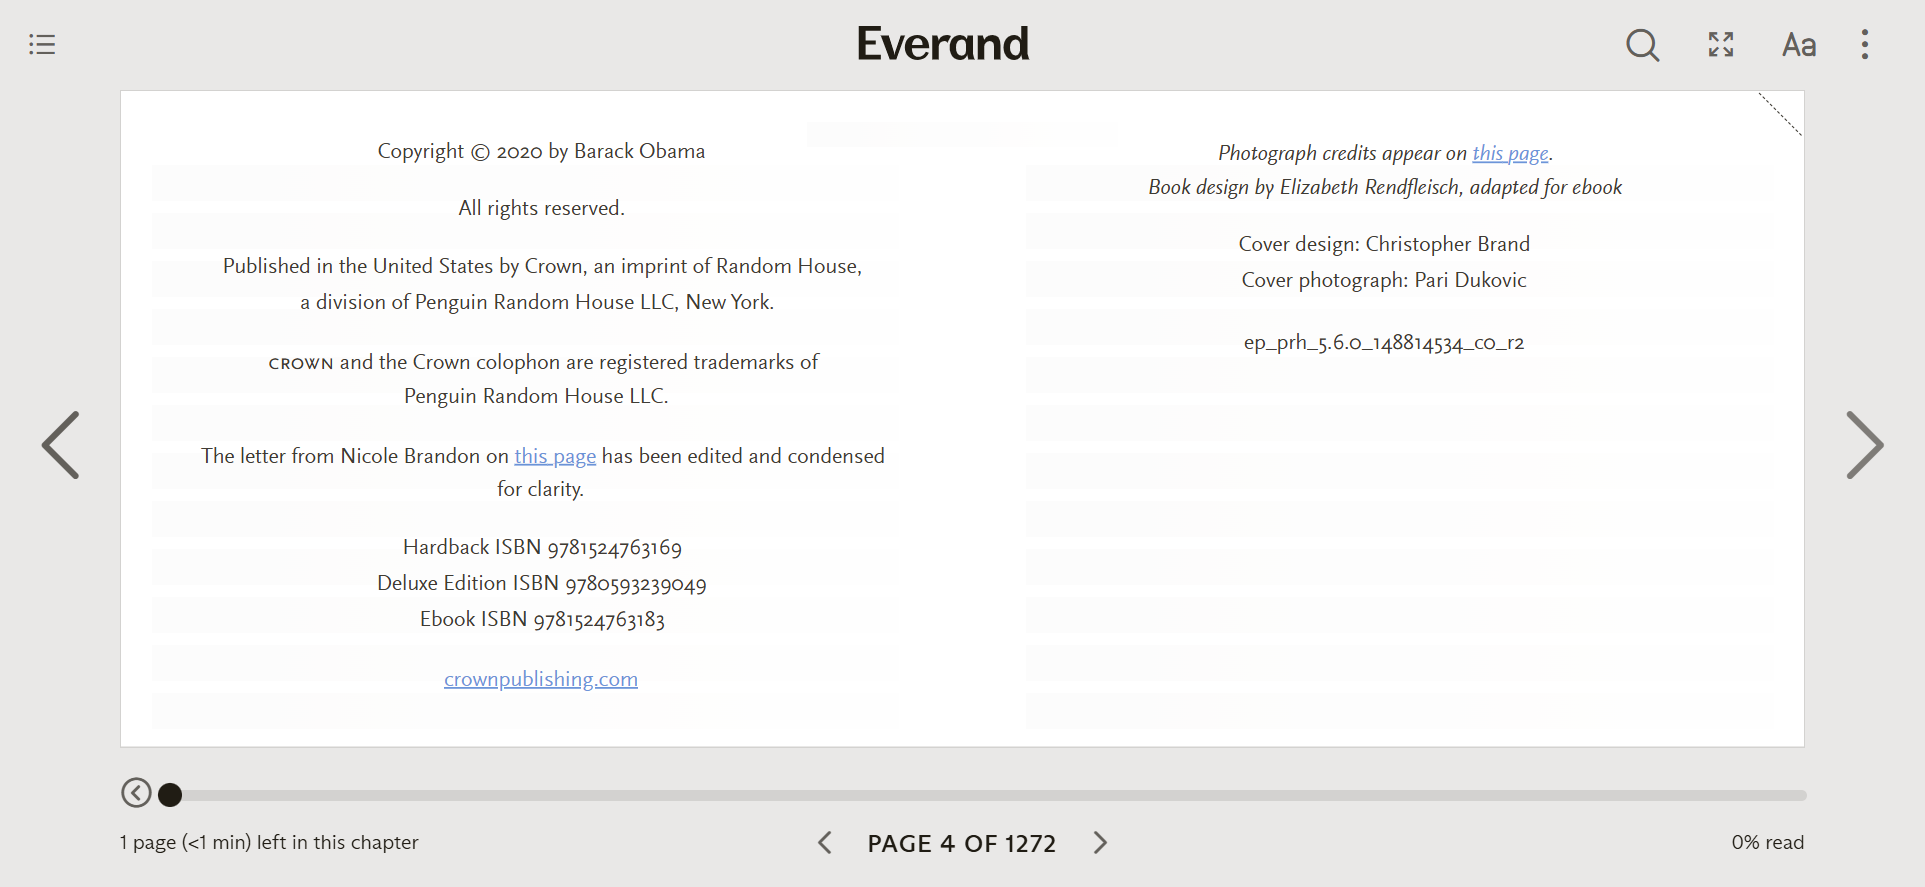 Everand
Aa
Copyright © 2020 by Barack Obama
All rights reserved.
Published in the United States by Crown, an imprint of Random House,
a division of Penguin Random House LLC, New York.
CROWN and the Crown colophon are registered trademarks of
Penguin Random House LLC.
The letter from Nicole Brandon on this page has been edited and condensed
for clarity.
Hardback ISBN 9781524763169
Deluxe Edition ISBN 9780593239049
Ebook ISBN 9781524763183
crownpublishing.com
Photograph credits appear on this page.
Book design by Elizabeth Rendfleisch, adapted for ebook
Cover design: Christopher Brand
Cover photograph: Pari Dukovic
ep_prh_5.6.0_148814534_c0_r2
1 page (<1 min) left in this chapter
PAGE 4 OF 1272
0% read